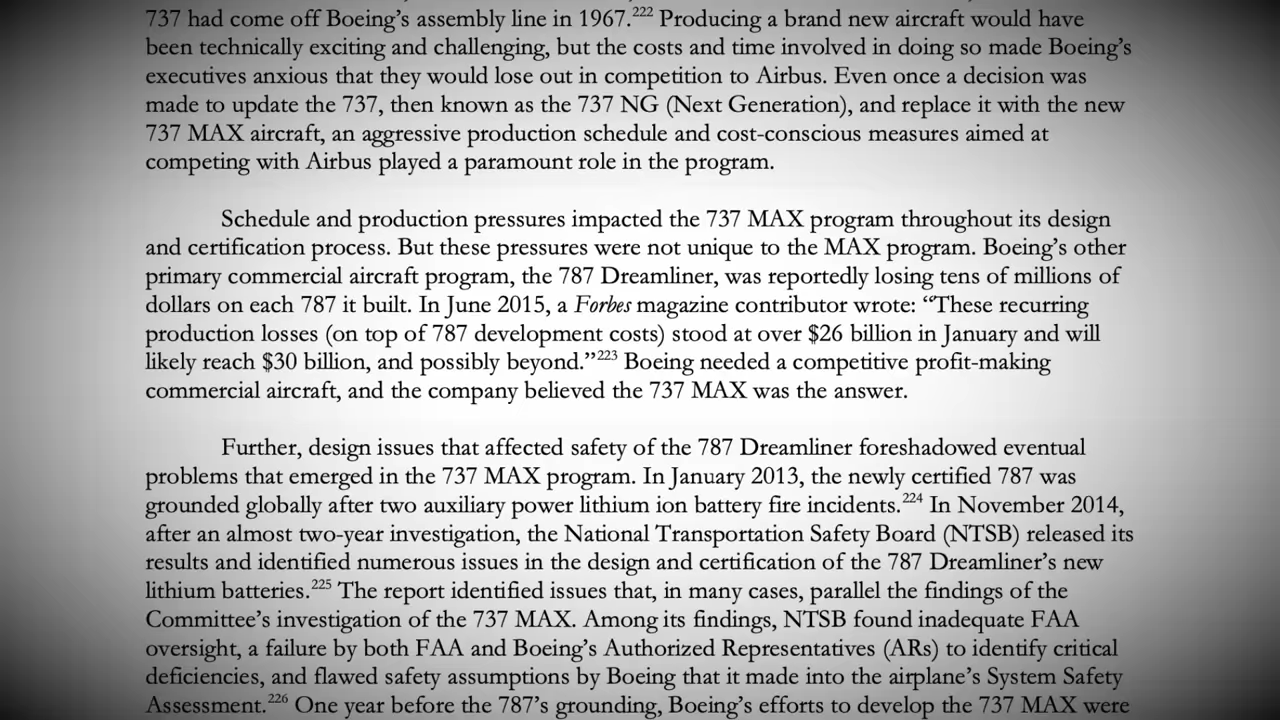 737 had come off Boeing’s assembly line in 1967.222 Producing a brand new aircraft would have
been technically exciting and challenging, but the costs and time involved in doing so made Boeing’s
executives anxious that they would lose out in competition to Airbus. Even once a decision was
made to update the 737, then known as the 737 NG (Next Generation), and replace it with the new
737 MAX aircraft, an aggressive production schedule and cost-conscious measures aimed at
competing with Airbus played a paramount role in the program.
Schedule and production pressures impacted the 737 MAX program throughout its design
and certification process. But these pressures were not unique to the MAX program. Boeing’s other
primary commercial aircraft program, the 787 Dreamliner, was reportedly losing tens of millions of
dollars on each 787 it built. In June 2015, a Forbes magazine contributor wrote: “These recurring
production losses (on top of 787 development costs) stood at over $26 billion in January and will
likely reach $30 billion, and possibly beyond.”223 Boeing needed a competitive profit-making
commercial aircraft, and the company believed the 737 MAX was the answer.
Further, design issues that affected safety of the 787 Dreamliner foreshadowed eventual
problems that emerged in the 737 MAX program. In January 2013, the newly certified 787 was
grounded globally after two auxiliary power lithium ion battery fire incidents.224 In November 2014,
after an almost two-year investigation, the National Transportation Safety Board (NTSB) released its
results and identified numerous issues in the design and certification of the 787 Dreamliner’s new
lithium batteries.225 The report identified issues that, in many cases, parallel the findings of the
Committee’s investigation of the 737 MAX. Among its findings, NTSB found inadequate FAA
oversight, a failure by both FAA and Boeing’s Authorized Representatives (ARs) to identify critical
deficiencies, and flawed safety assumptions by Boeing that it made into the airplane’s System Safety
Assessment.226 One year before the 787’s grounding, Boeing’s efforts to develop the 737 MAX were